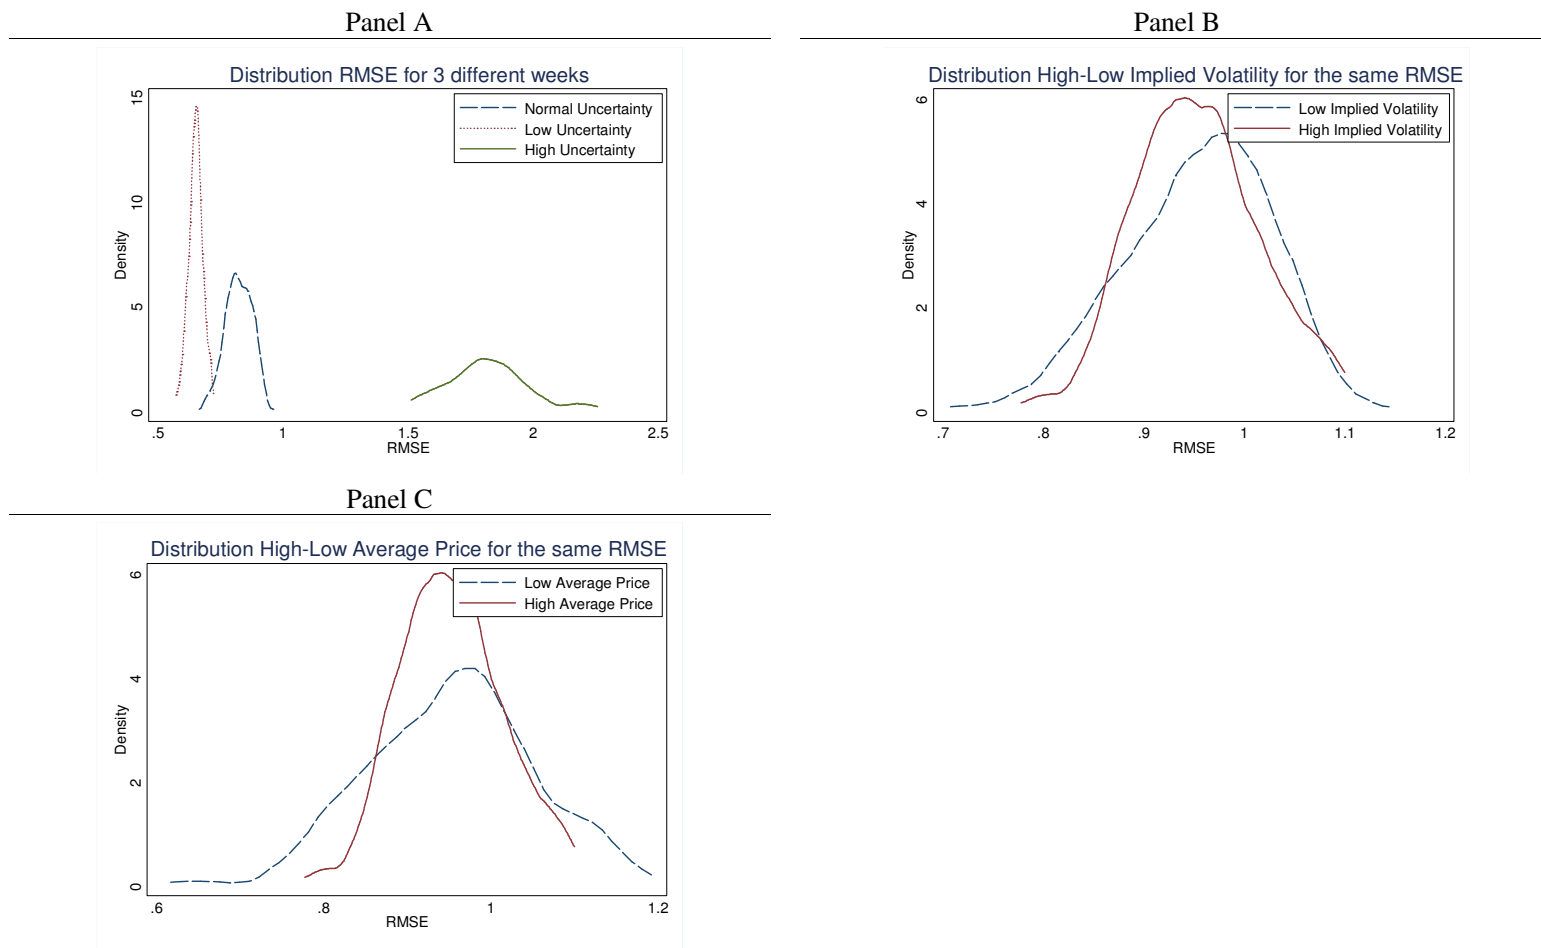 Panel A
Distribution RMSE for 3 different weeks
Normal Uncertainty
Low Uncertainty
High Uncertainty
Density
0
5
10
15
.5
1
1.5
2
2.5
RMSE
Panel B
Distribution High-Low Implied Volatility for the same RMSE
Low Implied Volatility
High Implied Volatility
Density
0
2
4
6
.7
.8
.9
1
1.1
1.2
RMSE
Panel C
Distribution High-Low Average Price for the same RMSE
Low Average Price
High Average Price
Density
0
2
4
6
.6
.8
1
1.2
RMSE